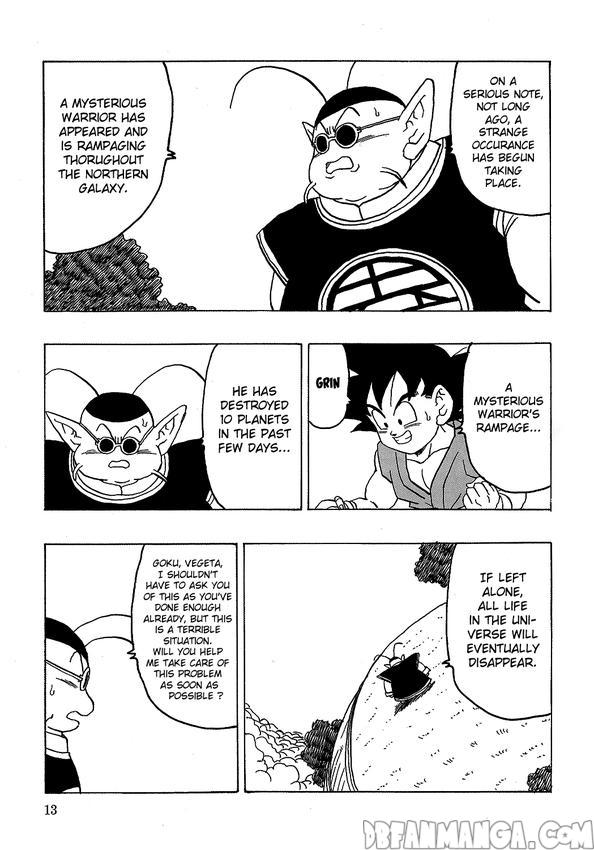 ON A
SERIOUS NOTE,
NOT LONG
AGO, A
STRANGE
OCCURANCE
HAS BEGUN
TAKING
PLACE.
A MYSTERIOUS
WARRIOR HAS
APPEARED AND
IS RAMPAGING
THORUGHOUT
THE NORTHERN
GALAXY.
A
MYSTERIOUS
WARRIOR'S
RAMPAGE...
GRIN
HE HAS
DESTROYED
10 PLANETS
IN THE PAST
FEW DAYS...
IF LEFT
ALONE,
ALL LIFE
IN THE UNI-
VERSE WILL
EVENTUALLY
DISAPPEAR.
GOKU, VEGETA,
I SHOULDN'T
HAVE TO ASK YOU
OF THIS AS YOU'VE
DONE ENOUGH
ALREADY, BUT THIS
IS A TERRIBLE
SITUATION.
WILL YOU HELP
ME TAKE CARE OF
THIS PROBLEM
AS SOON AS
POSSIBLE ?
13
DBFANMANGA.COM